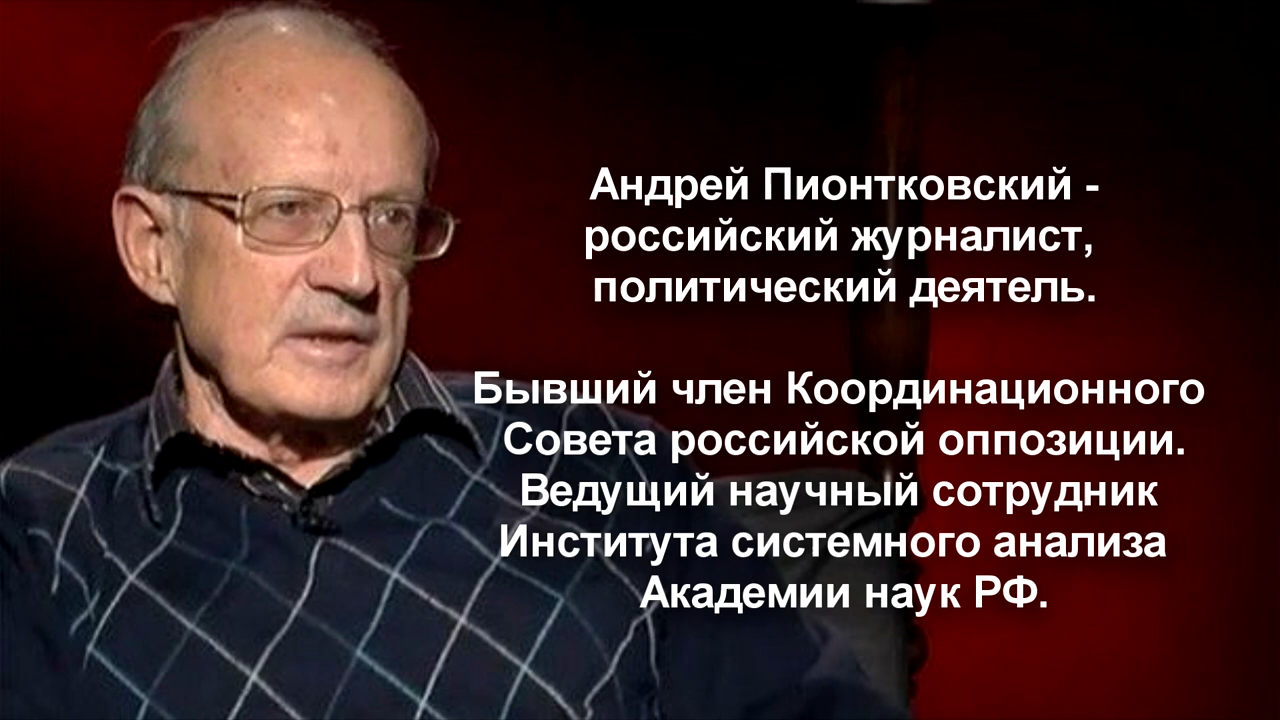 Андрей Пионтковский -
российский журналист,
политический деятель.
Бывший член Координационного
Совета российской оппозиции.
Ведущий научный сотрудник
Института системного анализа
Академии наук РФ.